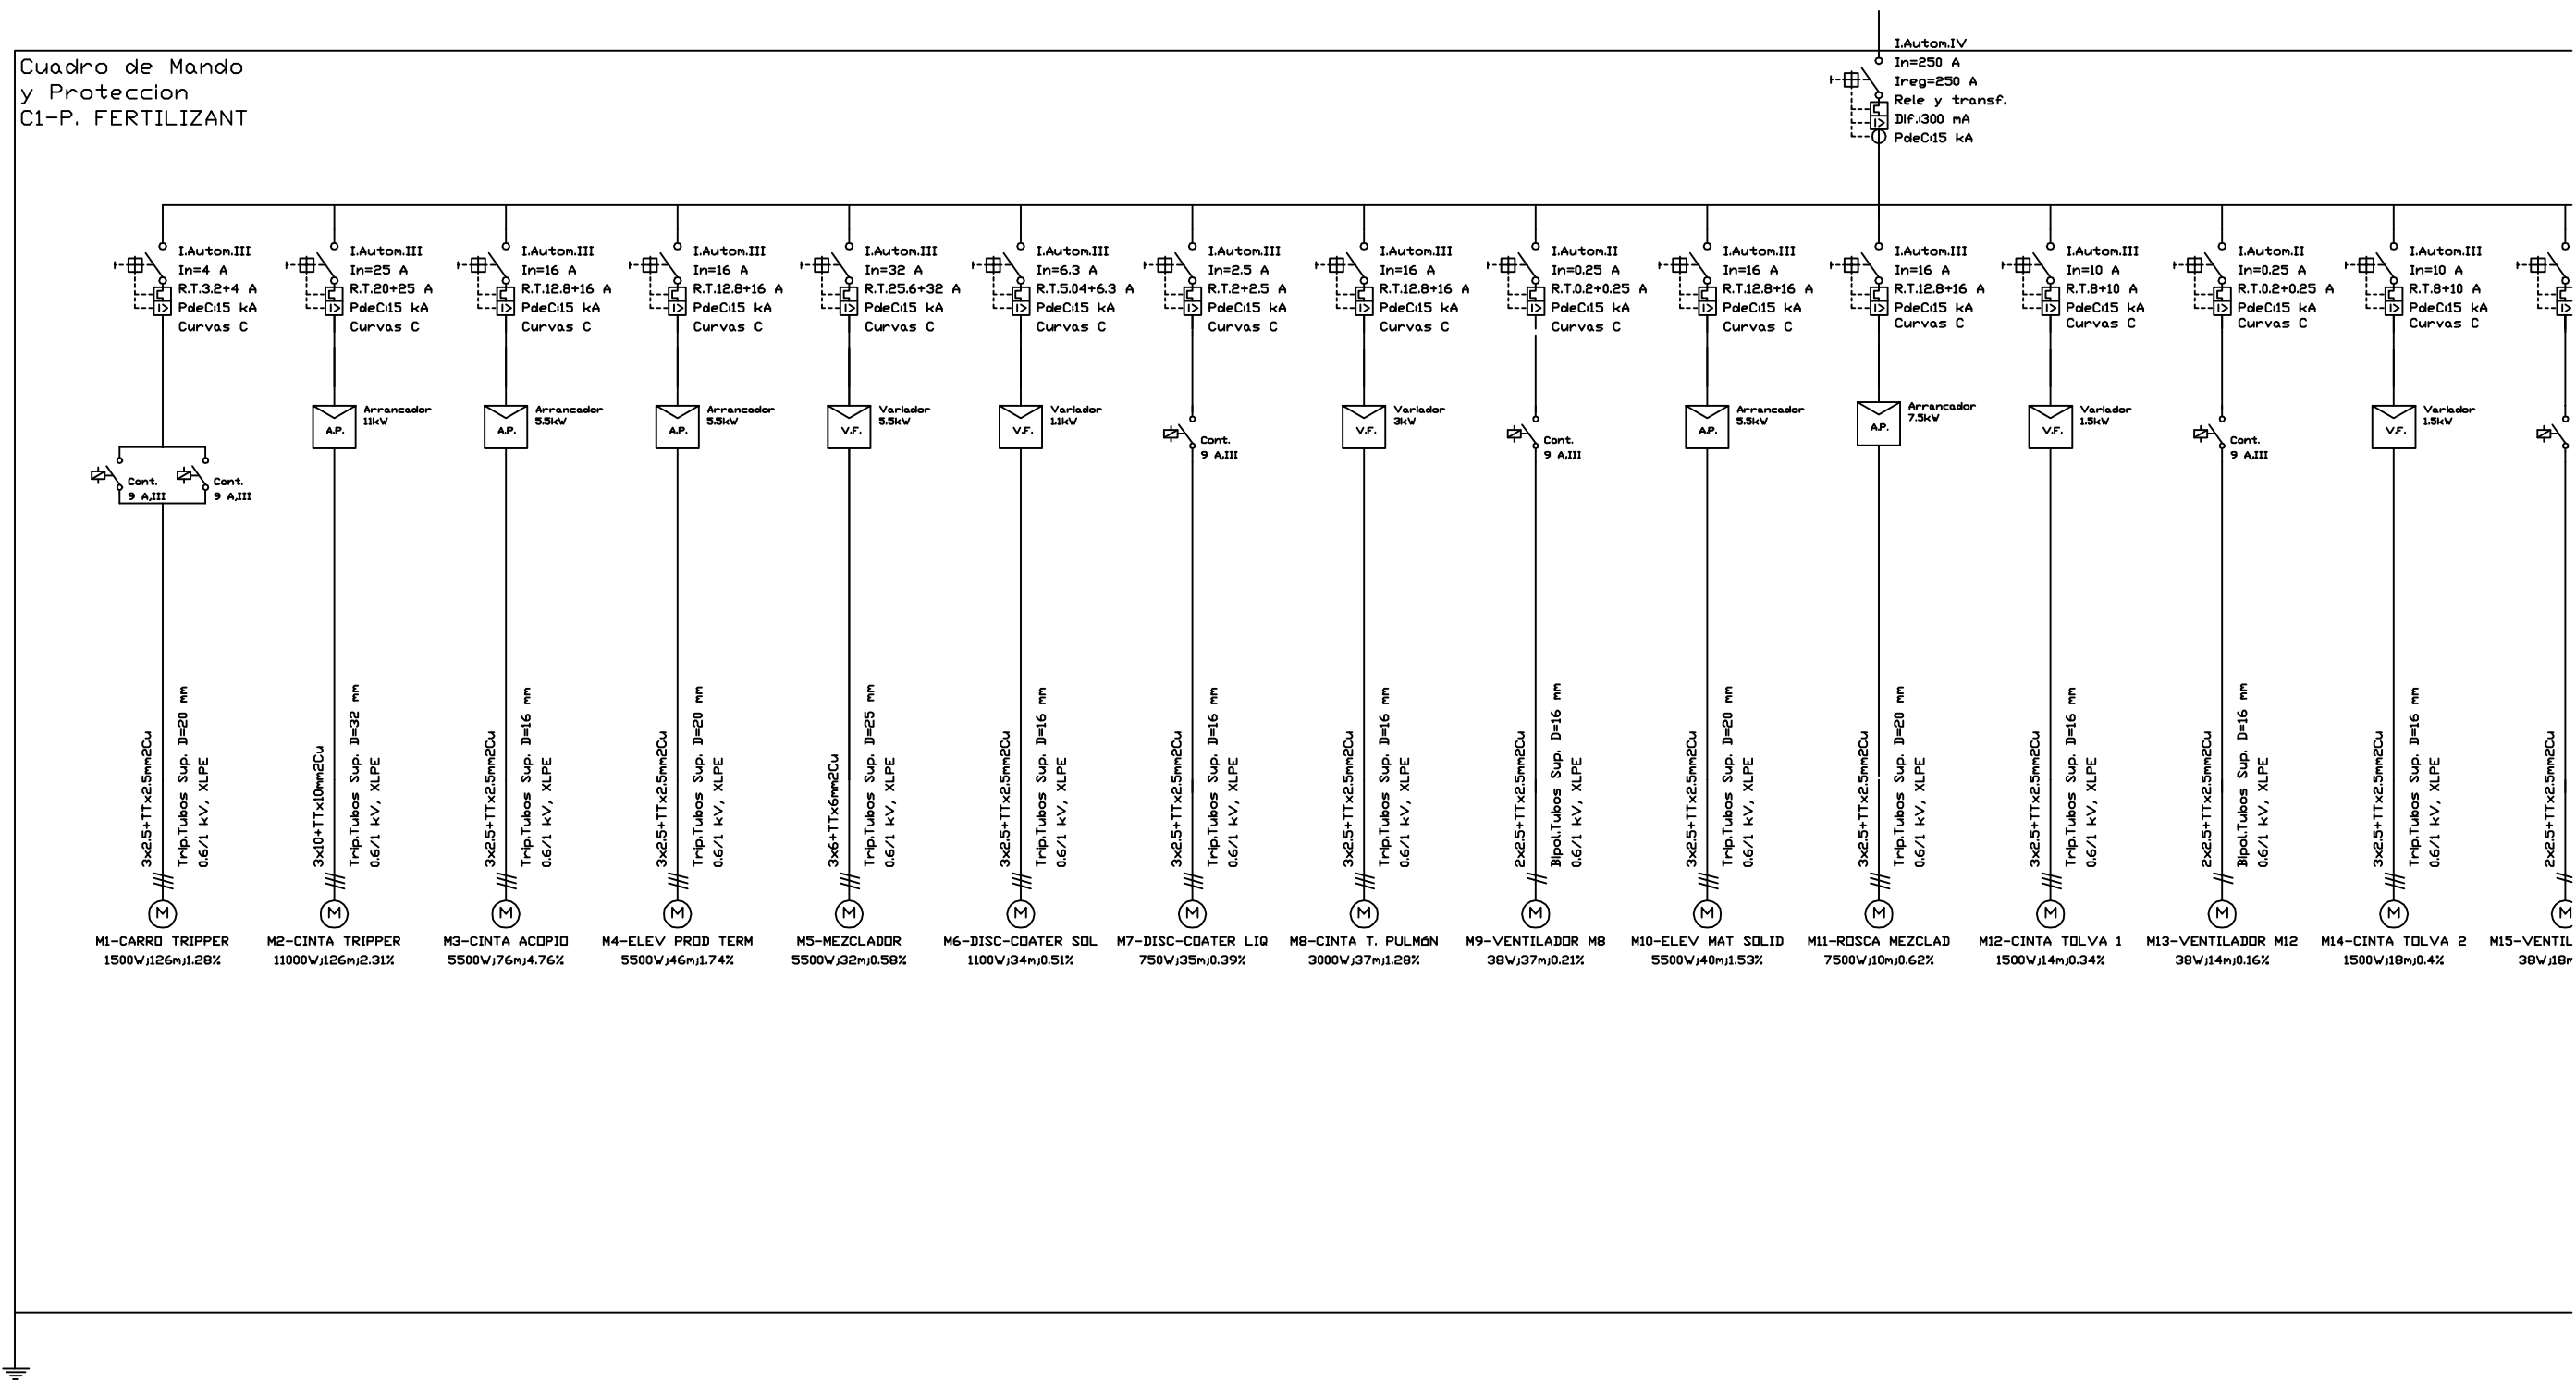 Cuadro de Mando
y Proteccion
C1-P. FERTILIZANT
I.Autom.IV
In=250 A
Ireg=250 A
Rele y transf.
Dif.:300 mA
PdeC:15 kA
I.Autom.III
In=4 A
R.T.3.2÷4 A
PdeC:15 kA
Curvas C
Cont.
9 A,III
Cont.
9 A,III
3x2.5+TTx2.5mm2Cu
Trip.Tubos Sup. D=20 mm
0.6/1 kV, XLPE
M
M1-CARRO TRIPPER
1500W;126m;1.28%
I.Autom.III
In=25 A
R.T.20÷25 A
PdeC:15 kA
Curvas C
A.P.
Arrancador
11kW
3x10+TTx10mm2Cu
Trip.Tubos Sup. D=32 mm
0.6/1 kV, XLPE
M
M2-CINTA TRIPPER
11000W;126m;2.31%
I.Autom.III
In=16 A
R.T.12.8÷16 A
PdeC:15 kA
Curvas C
A.P.
Arrancador
5.5kW
3x2.5+TTx2.5mm2Cu
Trip.Tubos Sup. D=16 mm
0.6/1 kV, XLPE
M
M3-CINTA ACOPIO
5500W;76m;4.76%
I.Autom.III
In=16 A
R.T.12.8÷16 A
PdeC:15 kA
Curvas C
A.P.
Arrancador
5.5kW
3x2.5+TTx2.5mm2Cu
Trip.Tubos Sup. D=20 mm
0.6/1 kV, XLPE
M
M4-ELEV PROD TERM
5500W;46m;1.74%
I.Autom.III
In=32 A
R.T.25.6÷32 A
PdeC:15 kA
Curvas C
V.F.
Variador
5.5kW
3x6+TTx6mm2Cu
Trip.Tubos Sup. D=25 mm
0.6/1 kV, XLPE
M
M5-MEZCLADOR
5500W;32m;0.58%
I.Autom.III
In=6.3 A
R.T.5.04÷6.3 A
PdeC:15 kA
Curvas C
V.F.
Variador
1.1kW
3x2.5+TTx2.5mm2Cu
Trip.Tubos Sup. D=16 mm
0.6/1 kV, XLPE
M
M6-DISC-COATER SOL
1100W;34m;0.51%
I.Autom.III
In=2.5 A
R.T.2÷2.5 A
PdeC:15 kA
Curvas C
Cont.
9 A,III
3x2.5+TTx2.5mm2Cu
Trip.Tubos Sup. D=16 mm
0.6/1 kV, XLPE
M
M7-DISC-COATER LIQ
750W;35m;0.39%
I.Autom.III
In=16 A
R.T.12.8÷16 A
PdeC:15 kA
Curvas C
V.F.
Variador
3kW
3x2.5+TTx2.5mm2Cu
Trip.Tubos Sup. D=16 mm
0.6/1 kV, XLPE
M
M8-CINTA T. PULMÓN
3000W;37m;1.28%
I.Autom.II
In=0.25 A
R.T.0.2÷0.25 A
PdeC:15 kA
Curvas C
Cont.
9 A,III
2x2.5+TTx2.5mm2Cu
Bipol.Tubos Sup. D=16 mm
0.6/1 kV, XLPE
M
M9-VENTILADOR M8
38W;37m;0.21%
I.Autom.III
In=16 A
R.T.12.8÷16 A
PdeC:15 kA
Curvas C
A.P.
Arrancador
5.5kW
3x2.5+TTx2.5mm2Cu
Trip.Tubos Sup. D=20 mm
0.6/1 kV, XLPE
M
M10-ELEV MAT SOLID
5500W;40m;1.53%
I.Autom.III
In=16 A
R.T.12.8÷16 A
PdeC:15 kA
Curvas C
A.P.
Arrancador
7.5kW
3x2.5+TTx2.5mm2Cu
Trip.Tubos Sup. D=20 mm
0.6/1 kV, XLPE
M
M11-ROSCA MEZCLAD
7500W;10m;0.62%
I.Autom.III
In=10 A
R.T.8÷10 A
PdeC:15 kA
Curvas C
V.F.
Variador
1.5kW
3x2.5+TTx2.5mm2Cu
Trip.Tubos Sup. D=16 mm
0.6/1 kV, XLPE
M
M12-CINTA TOLVA 1
1500W;14m;0.34%
I.Autom.II
In=0.25 A
R.T.0.2÷0.25 A
PdeC:15 kA
Curvas C
Cont.
9 A,III
2x2.5+TTx2.5mm2Cu
Bipol.Tubos Sup. D=16 mm
0.6/1 kV, XLPE
M
M13-VENTILADOR M12
38W;14m;0.16%
I.Autom.III
In=10 A
R.T.8÷10 A
PdeC:15 kA
Curvas C
V.F.
Variador
1.5kW
3x2.5+TTx2.5mm2Cu
Trip.Tubos Sup. D=16 mm
0.6/1 kV, XLPE
M
M14-CINTA TOLVA 2
1500W;18m;0.4%
2x2.5+TTx2.5mm2Cu
M
M15-VENTIL
38W;18m